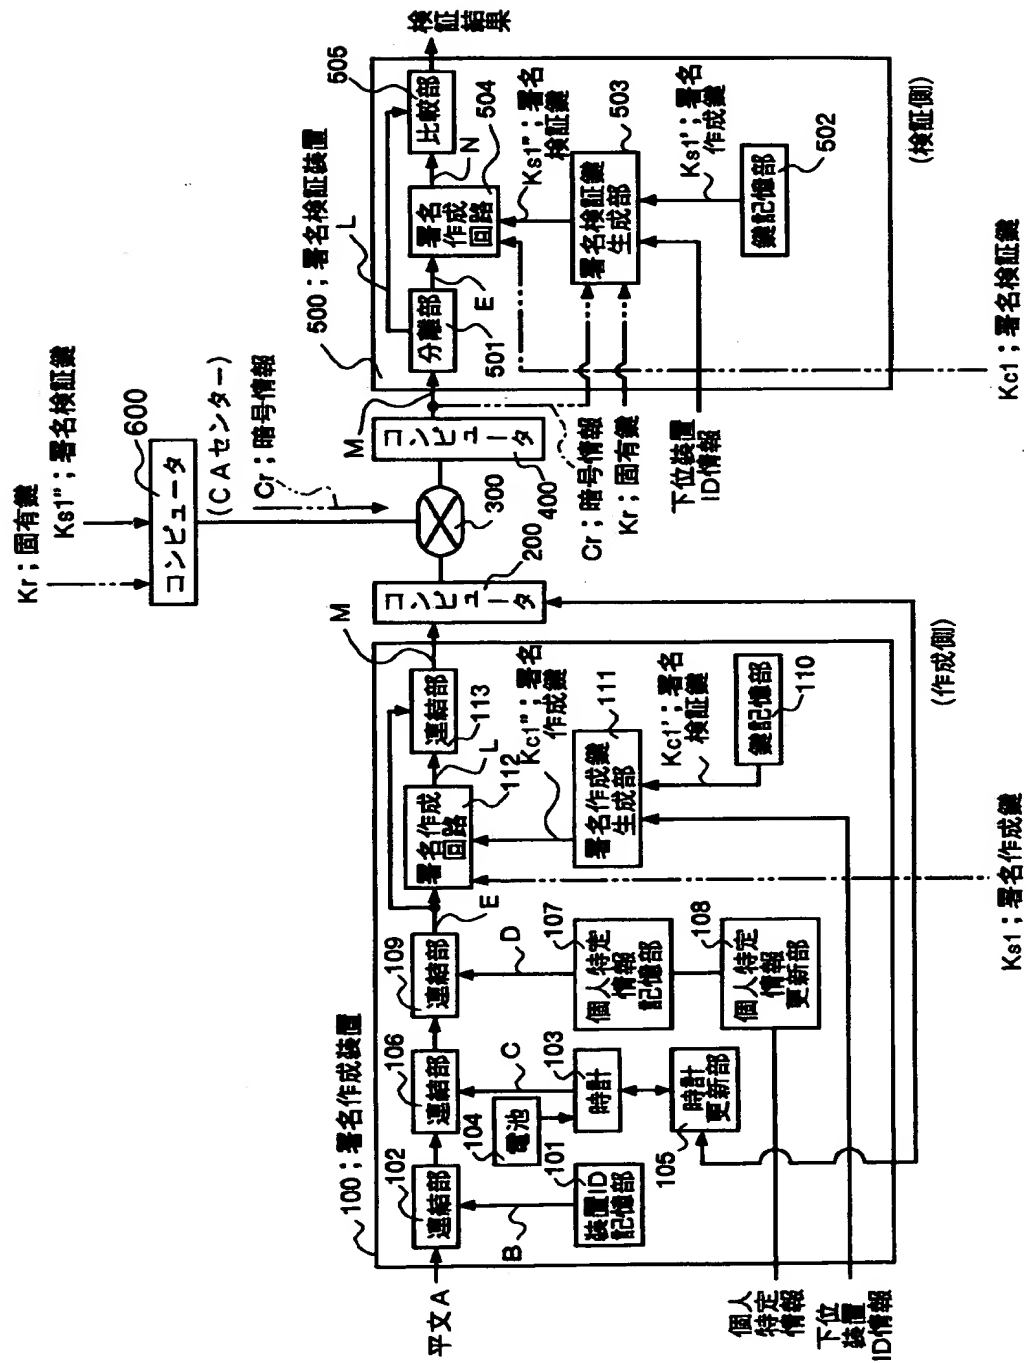 Kr；固有鍵
Ks1"；署名検証鍵
コンピュータ
600
(CAセンター)
Cr；暗号情報
100；署名作成装置
平文A
102
連結部
106
連結部
109
連結部
E
署名作成
回路
112
L
連結部
113
M
B
101
装置ID
記憶部
104
電池
C
103
時計
105
時計
更新部
D
107
個人特定
情報
記憶部
108
個人特定
情報
更新部
Kc1"；署名
作成鍵
署名作成鍵
生成部
111
Kc1'；署名
検証鍵
鍵記憶部
110
個人
特定情報
下位
装置
ID情報
Ks1；署名作成鍵
(作成側)
コンピュータ
200
300
コンピュータ
400
M
Cr；暗号情報
Kr；固有鍵
下位装置
ID情報
500；署名検証装置
L
分離部
501
E
署名
作成
回路
504
N
比較部
505
検証結果
Ks1"；署名
検証鍵
署名検証鍵
生成部
503
Ks1'；署名
作成鍵
鍵記憶部
502
(検証側)
Kc1；署名検証鍵